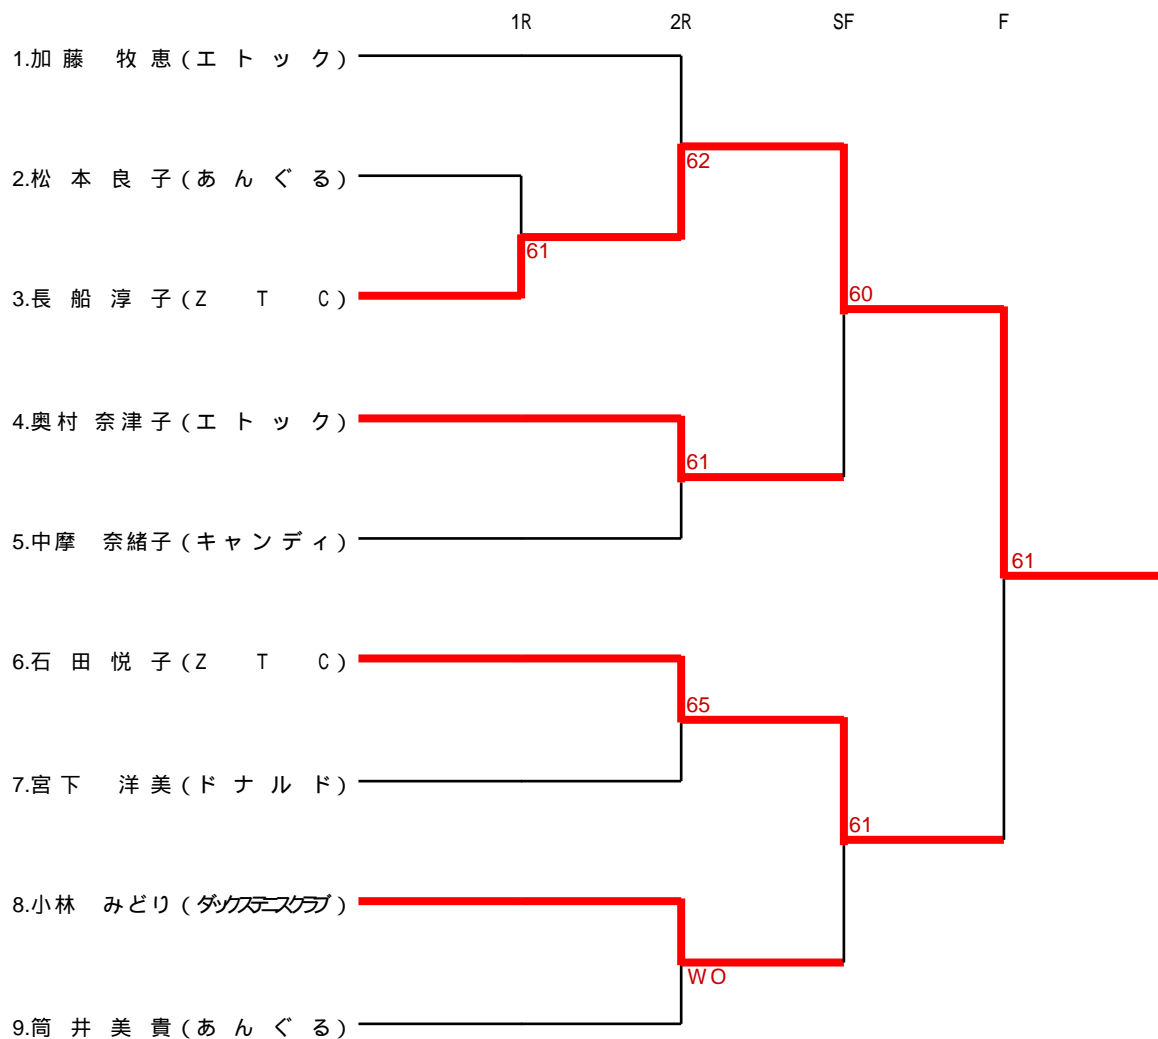 1R 2R SF F
1.加藤 牧恵(エトック)
62
2.松本良子(あんぐる)
61
3.長船淳子(Z T C)
60
4.奥村 奈津子(エトック)
61
5.中摩 奈緒子(キャンディ)
61
6.石田悦子(Z T C)
65
7.宮下 洋美(ドナルド)
61
8.小林 みどり(ダックステニスクラブ)
WO
9.筒井美貴(あんぐる)